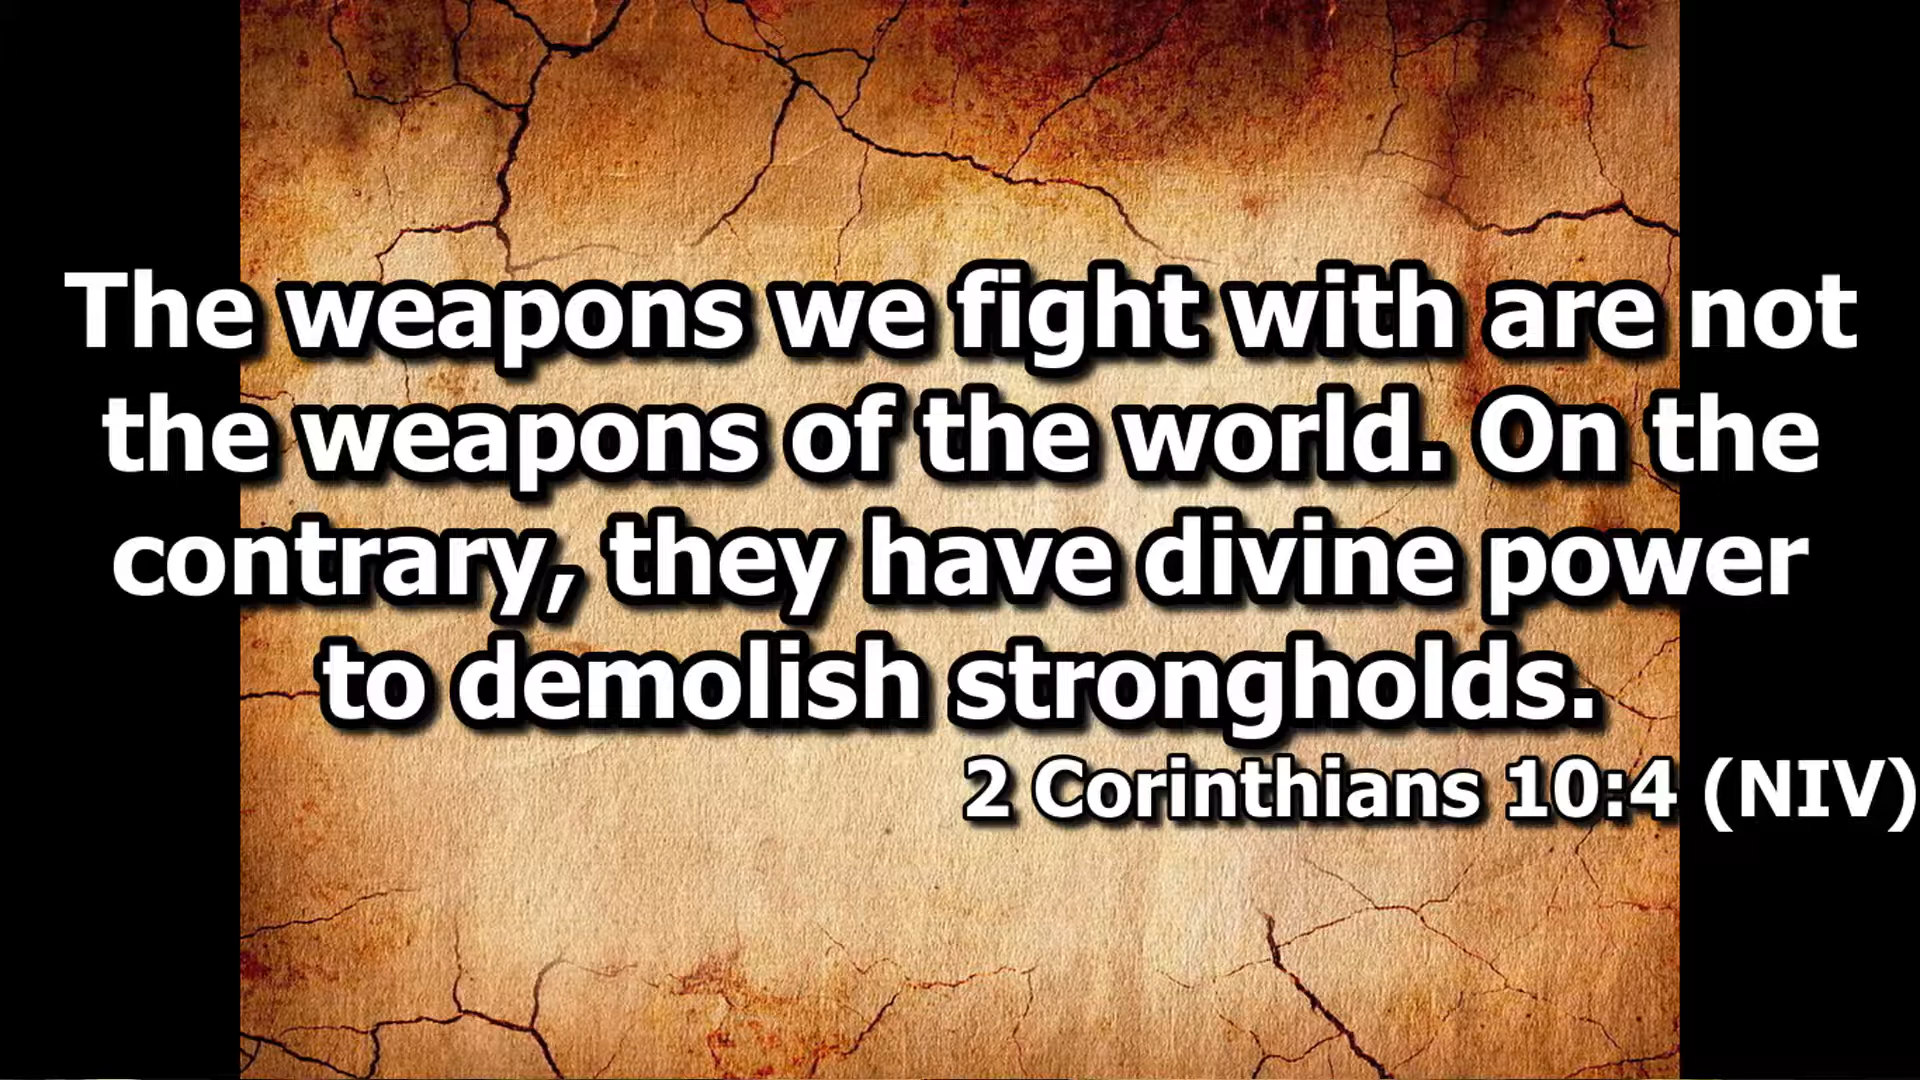 The weapons we fight with are not
the weapons of the world. On the
contrary, they have divine power
to demolish strongholds.
2 Corinthians 10:4 (NIV)